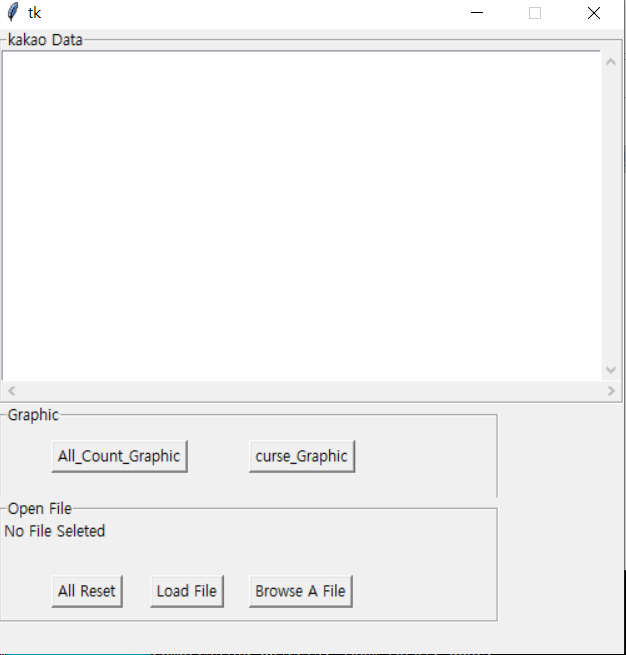 tk
kakao Data
Graphic
All_Count_Graphic curse_Graphic
Open File
No File Seleted
All Reset Load File Browse A File